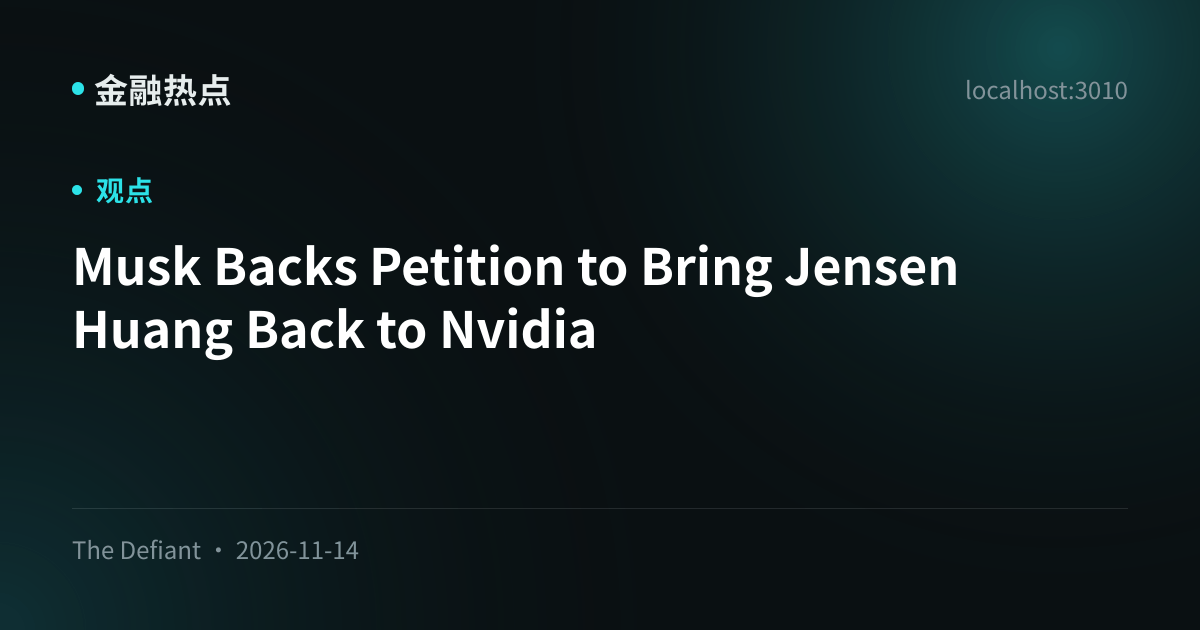 金融热点
localhost:3010
观点
Musk Backs Petition to Bring Jensen
Huang Back to Nvidia
The Defiant · 2026-11-14